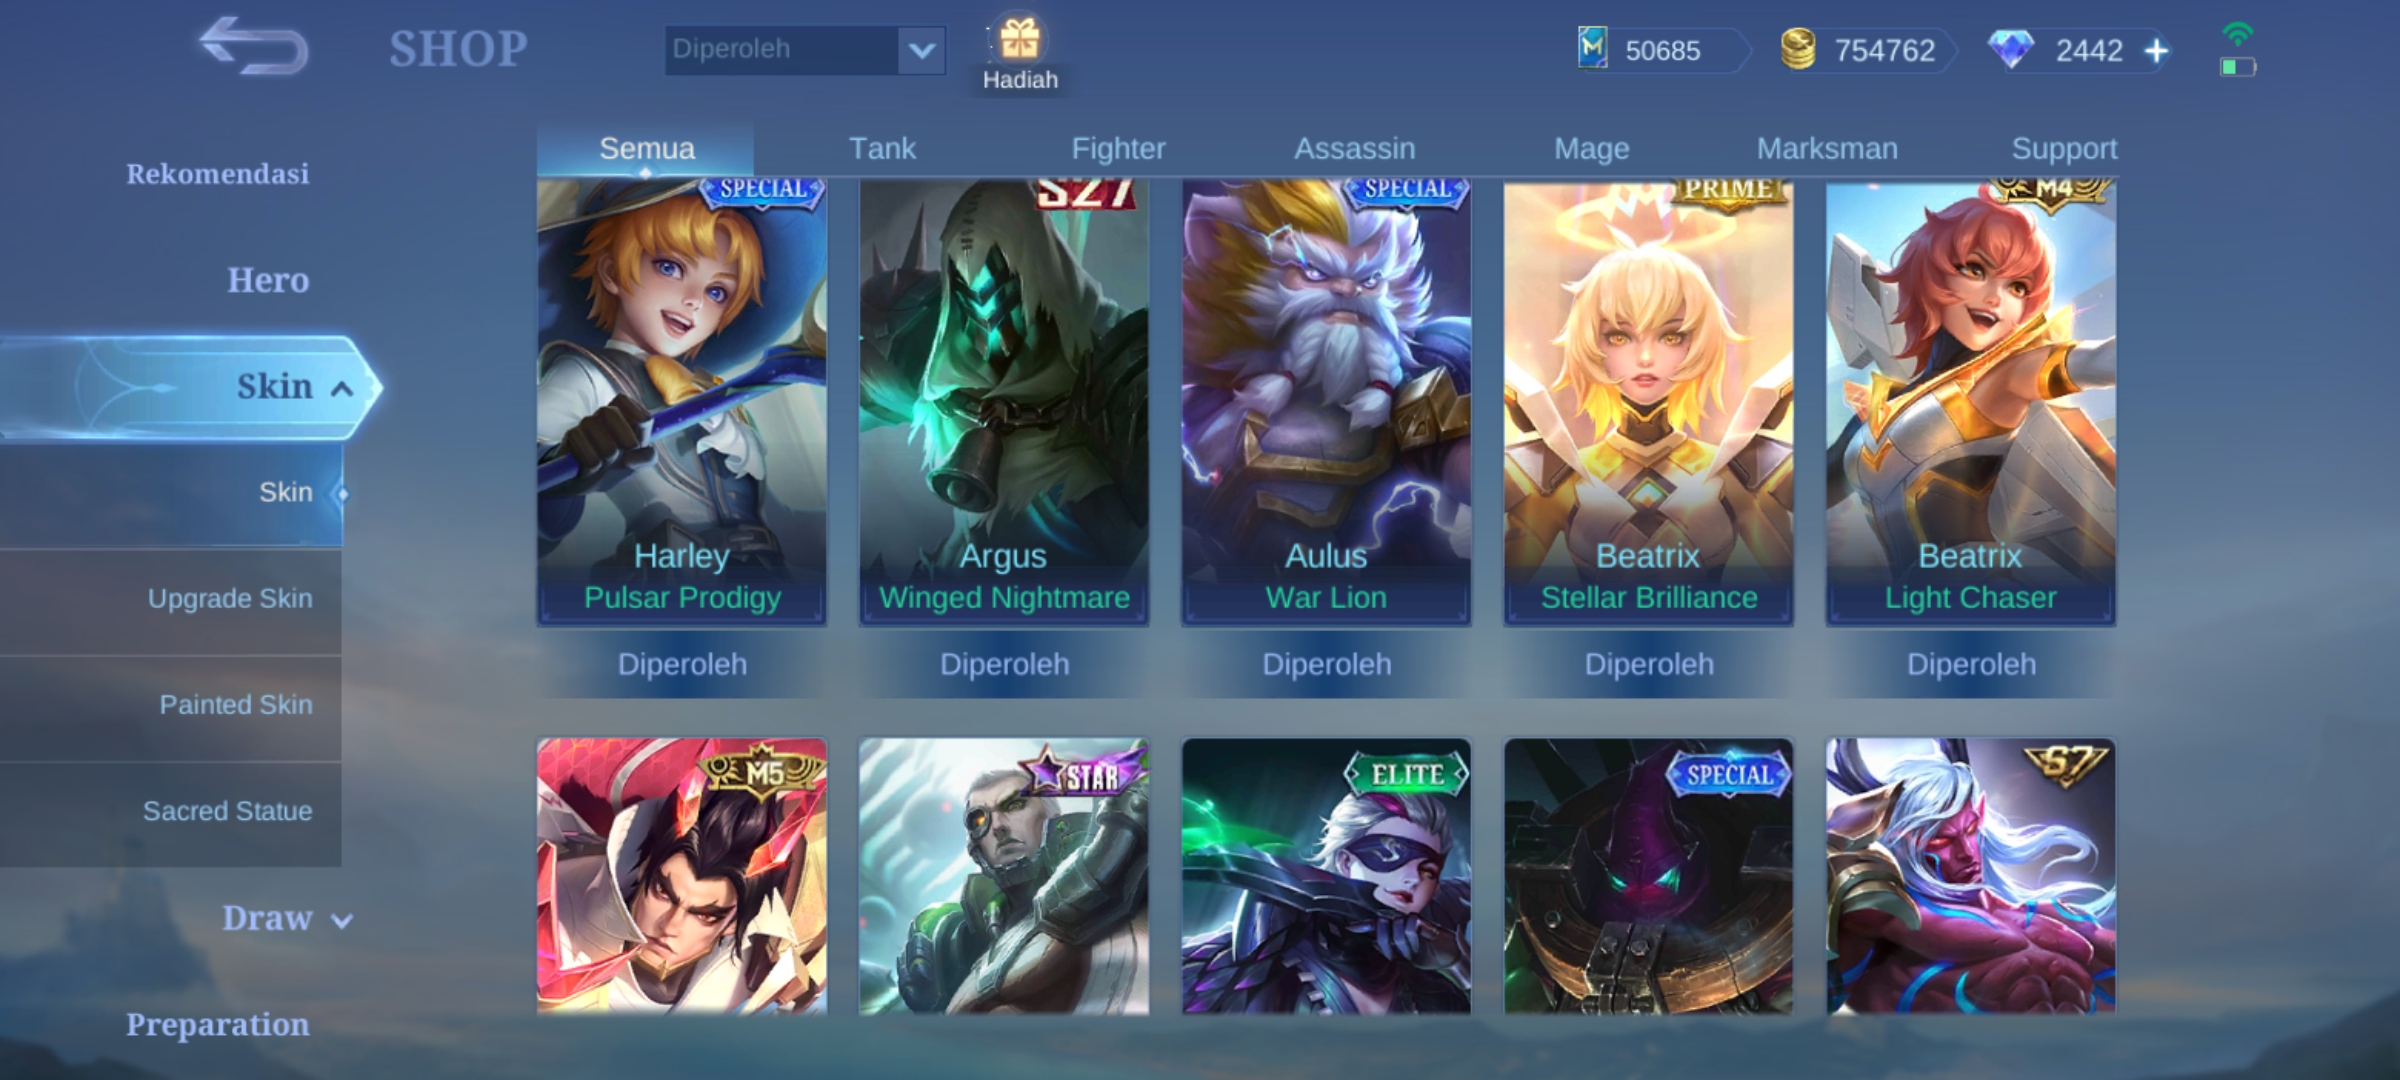 SHOP
Diperoleh
Hadiah
50685
754762
2442
Rekomendasi
Hero
Skin
Skin
Upgrade Skin
Painted Skin
Sacred Statue
Draw
Preparation
Semua Tank Fighter Assassin Mage Marksman Support
SPECIAL S27 SPECIAL PRIME M4
Harley Argus Aulus Beatrix Beatrix
Pulsar Prodigy Winged Nightmare War Lion Stellar Brilliance Light Chaser
Diperoleh Diperoleh Diperoleh Diperoleh Diperoleh
M5 STAR ELITE SPECIAL S7